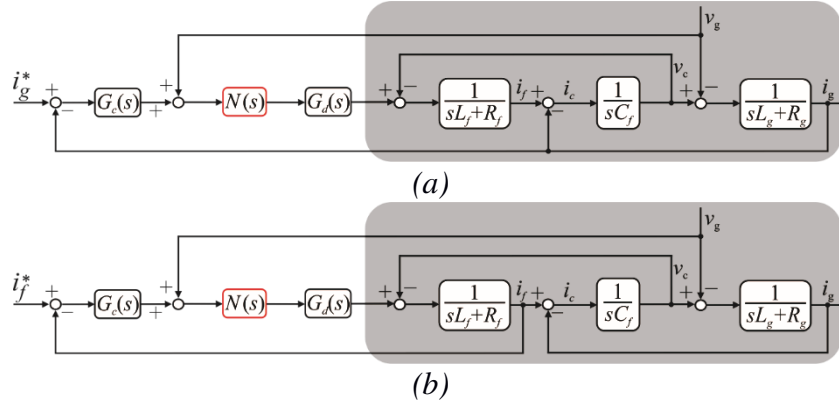 v_g
i_g^* + − G_c(s) + + N(s) G_d(s) + − 1/(sL_f+R_f) i_f + − i_c 1/(sC_f) v_c + − 1/(sL_g+R_g) i_g
(a)
v_g
i_f^* + − G_c(s) + + N(s) G_d(s) + − 1/(sL_f+R_f) i_f + − i_c 1/(sC_f) v_c + − 1/(sL_g+R_g) i_g
(b)